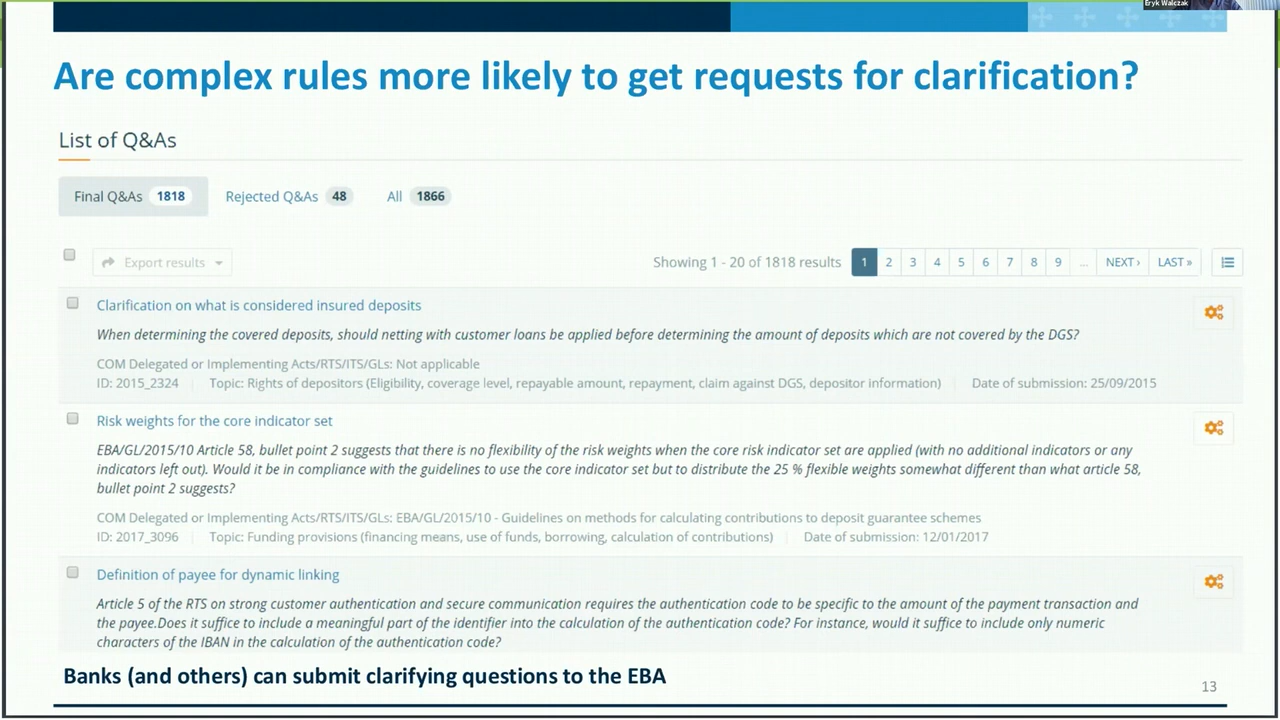 Eryk Walczak
Are complex rules more likely to get requests for clarification?
List of Q&As
Final Q&As 1818 Rejected Q&As 48 All 1866
Export results Showing 1 - 20 of 1818 results 1 2 3 4 5 6 7 8 9 ... NEXT › LAST »
Clarification on what is considered insured deposits
When determining the covered deposits, should netting with customer loans be applied before determining the amount of deposits which are not covered by the DGS?
COM Delegated or Implementing Acts/RTS/ITS/GLs: Not applicable
ID: 2015_2324 Topic: Rights of depositors (Eligibility, coverage level, repayable amount, repayment, claim against DGS, depositor information) Date of submission: 25/09/2015
Risk weights for the core indicator set
EBA/GL/2015/10 Article 58, bullet point 2 suggests that there is no flexibility of the risk weights when the core risk indicator set are applied (with no additional indicators or any
indicators left out). Would it be in compliance with the guidelines to use the core indicator set but to distribute the 25 % flexible weights somewhat different than what article 58,
bullet point 2 suggests?
COM Delegated or Implementing Acts/RTS/ITS/GLs: EBA/GL/2015/10 - Guidelines on methods for calculating contributions to deposit guarantee schemes
ID: 2017_3096 Topic: Funding provisions (financing means, use of funds, borrowing, calculation of contributions) Date of submission: 12/01/2017
Definition of payee for dynamic linking
Article 5 of the RTS on strong customer authentication and secure communication requires the authentication code to be specific to the amount of the payment transaction and
the payee.Does it suffice to include a meaningful part of the identifier into the calculation of the authentication code? For instance, would it suffice to include only numeric
characters of the IBAN in the calculation of the authentication code?
Banks (and others) can submit clarifying questions to the EBA
13